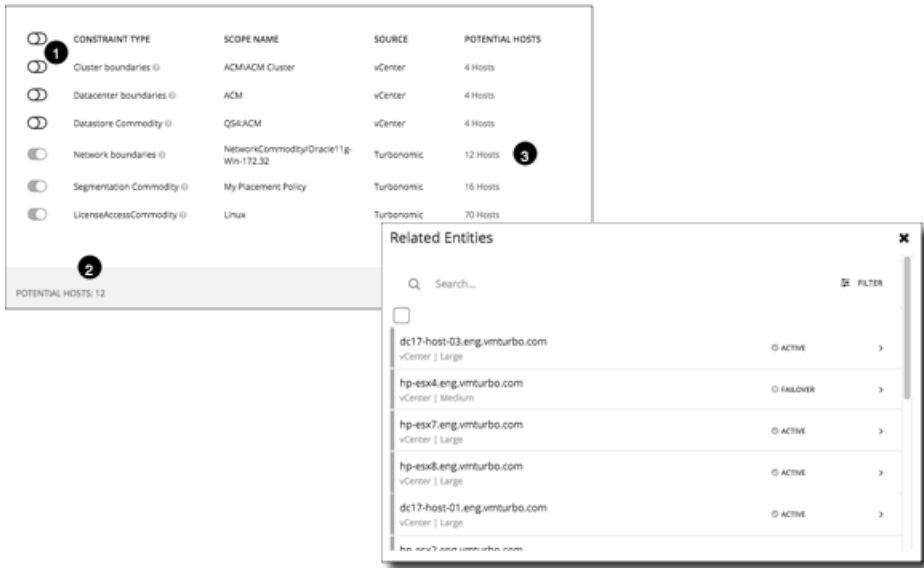 CONSTRAINT TYPE SCOPE NAME SOURCE POTENTIAL HOSTS
1
Cluster boundaries ACM\ACM Cluster vCenter 4 Hosts
Datacenter boundaries ACM vCenter 4 Hosts
Datastore Commodity QS4:ACM vCenter 4 Hosts
Network boundaries NetworkCommodity/Oracle11g-Win-172.32 Turbonomic 12 Hosts 3
Segmentation Commodity My Placement Policy Turbonomic 16 Hosts
LicenseAccessCommodity Linux Turbonomic 70 Hosts
2
POTENTIAL HOSTS: 12
Related Entities
Search... FILTER
dc17-host-03.eng.vmturbo.com ACTIVE
vCenter | Large
hp-esx4.eng.vmturbo.com FAILOVER
vCenter | Medium
hp-esx7.eng.vmturbo.com ACTIVE
vCenter | Large
hp-esx8.eng.vmturbo.com ACTIVE
vCenter | Large
dc17-host-01.eng.vmturbo.com ACTIVE
vCenter | Large